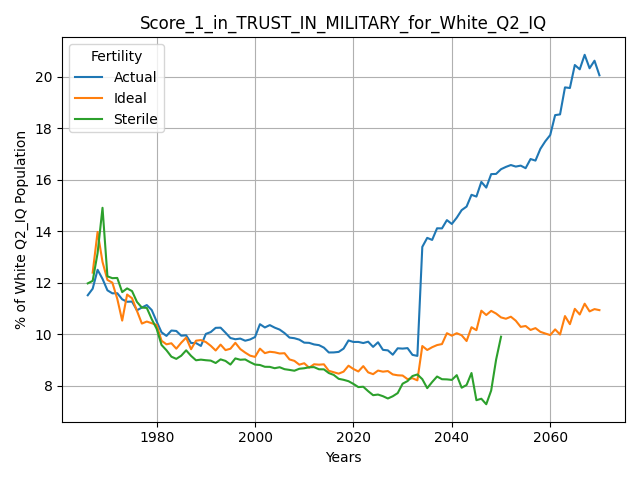 Score_1_in_TRUST_IN_MILITARY_for_White_Q2_IQ
Fertility
Actual
Ideal
Sterile
% of White Q2_IQ Population
20
18
16
14
12
10
8
1980
2000
2020
2040
2060
Years